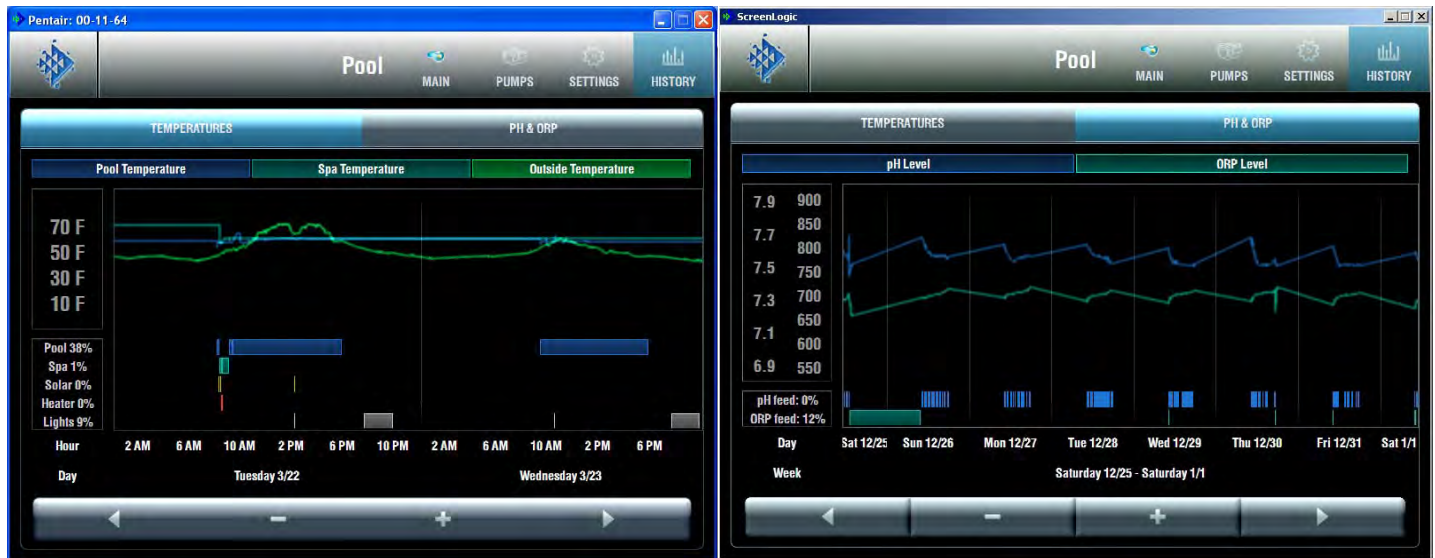 Pentair: 00-11-64
Pool
MAIN
PUMPS
SETTINGS
HISTORY
TEMPERATURES
PH & ORP
Pool Temperature
Spa Temperature
Outside Temperature
70 F
50 F
30 F
10 F
Pool 38%
Spa 1%
Solar 0%
Heater 0%
Lights 9%
Hour 2 AM 6 AM 10 AM 2 PM 6 PM 10 PM 2 AM 6 AM 10 AM 2 PM 6 PM
Day Tuesday 3/22 Wednesday 3/23
ScreenLogic
Pool
MAIN
PUMPS
SETTINGS
HISTORY
TEMPERATURES
PH & ORP
pH Level
ORP Level
7.9 900
850
7.7 800
7.5 750
7.3 700
650
7.1 600
6.9 550
pH feed: 0%
ORP feed: 12%
Day Sat 12/25 Sun 12/26 Mon 12/27 Tue 12/28 Wed 12/29 Thu 12/30 Fri 12/31 Sat 1/1
Week Saturday 12/25 - Saturday 1/1